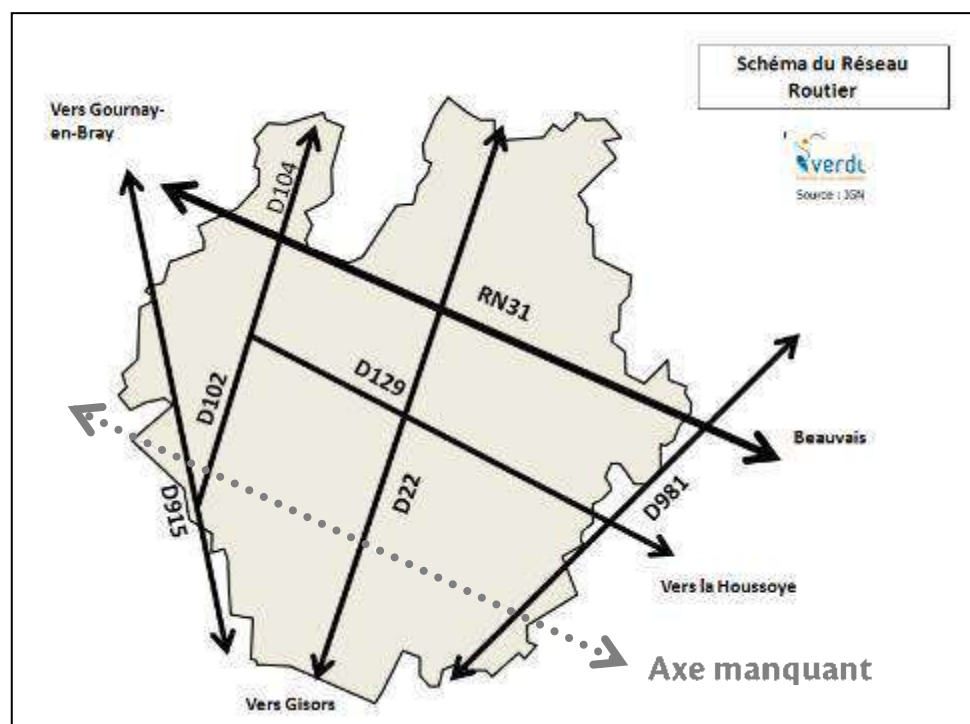 Schéma du Réseau
Routier
Vers Gournay-
en-Bray
verdi
Source : IGN
D104
RN31
D129
D102
Beauvais
D22
D981
D915
Vers la Houssoye
Axe manquant
Vers Gisors